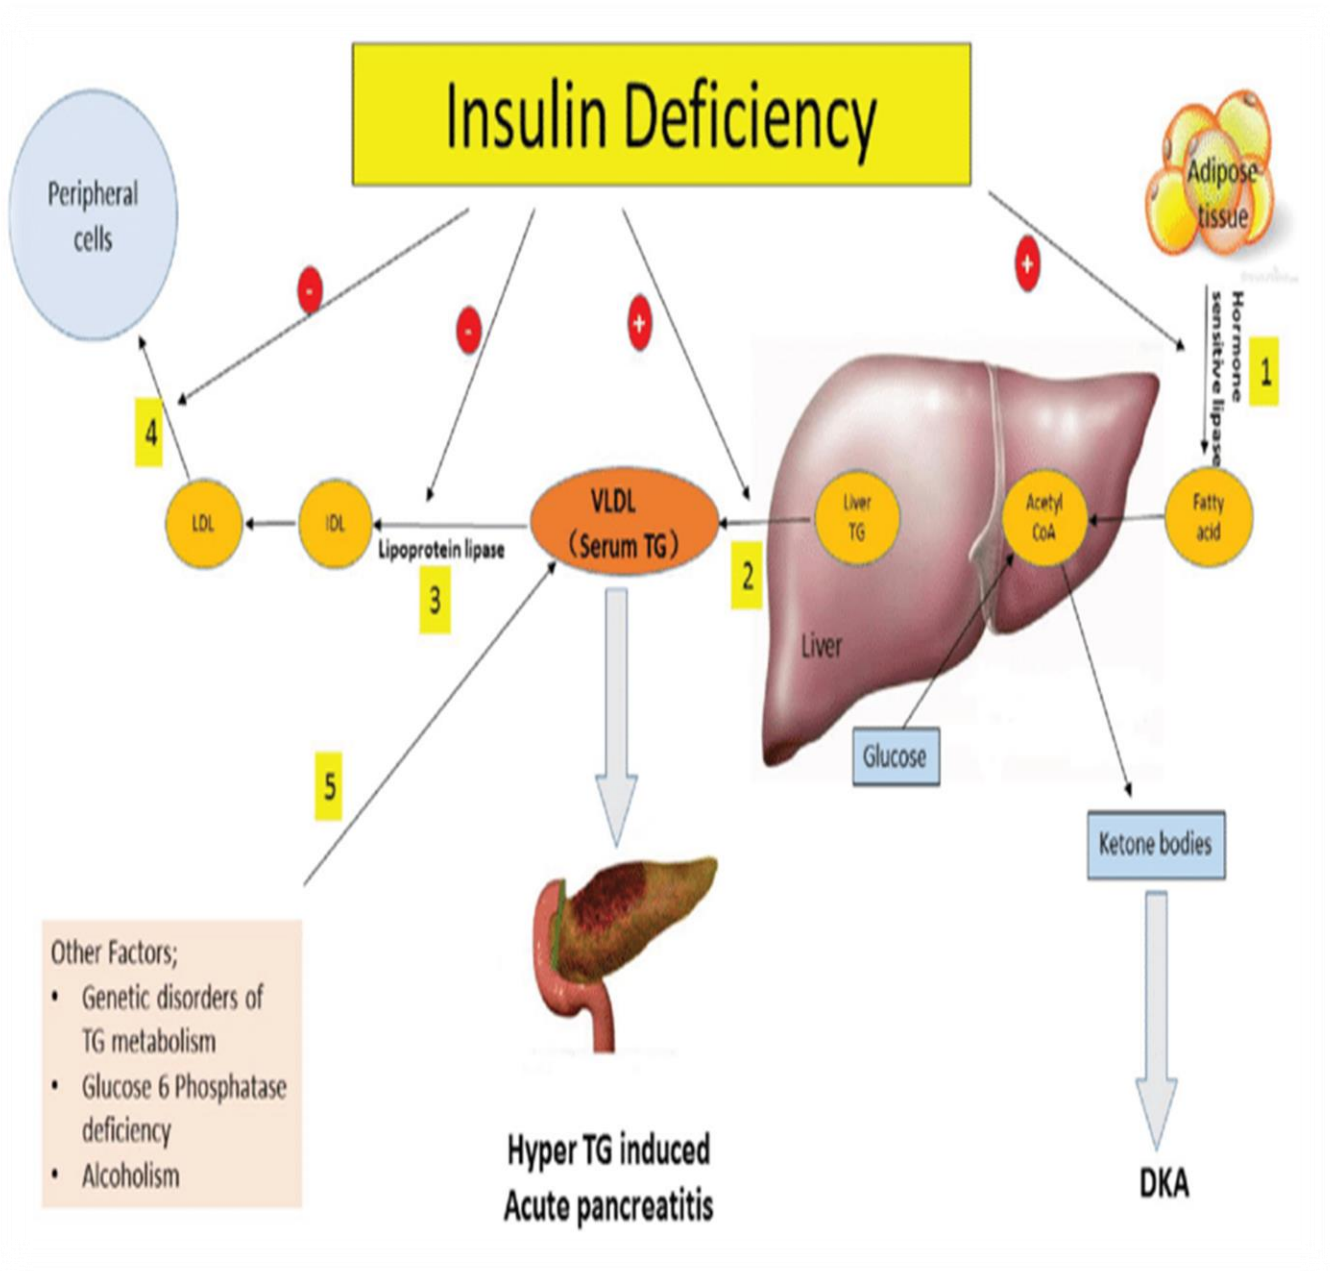 Insulin Deficiency
Peripheral
cells
Adipose
tissue
-
-
+
+
Hormone
sensitive lipase
1
4
LDL
IDL
Lipoprotein lipase
3
VLDL
(Serum TG)
2
Liver
TG
Acetyl
CoA
Fatty
acid
Liver
Glucose
5
Ketone bodies
Other Factors;
• Genetic disorders of
TG metabolism
• Glucose 6 Phosphatase
deficiency
• Alcoholism
Hyper TG induced
Acute pancreatitis
DKA